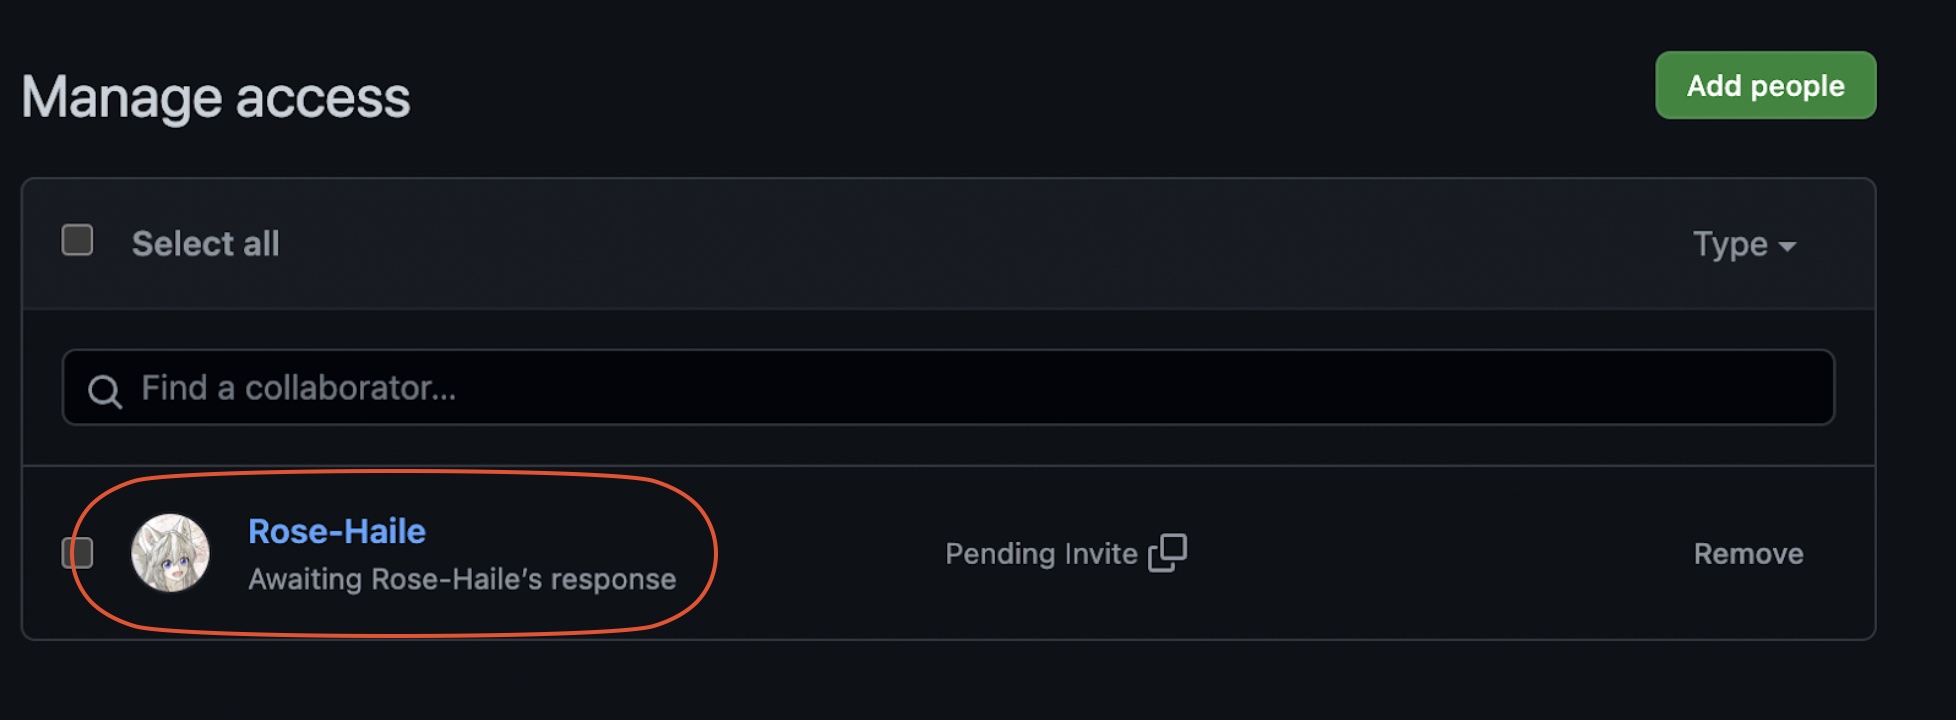 Manage access
Add people
Select all
Type
Find a collaborator...
Rose-Haile
Awaiting Rose-Haile’s response
Pending Invite
Remove